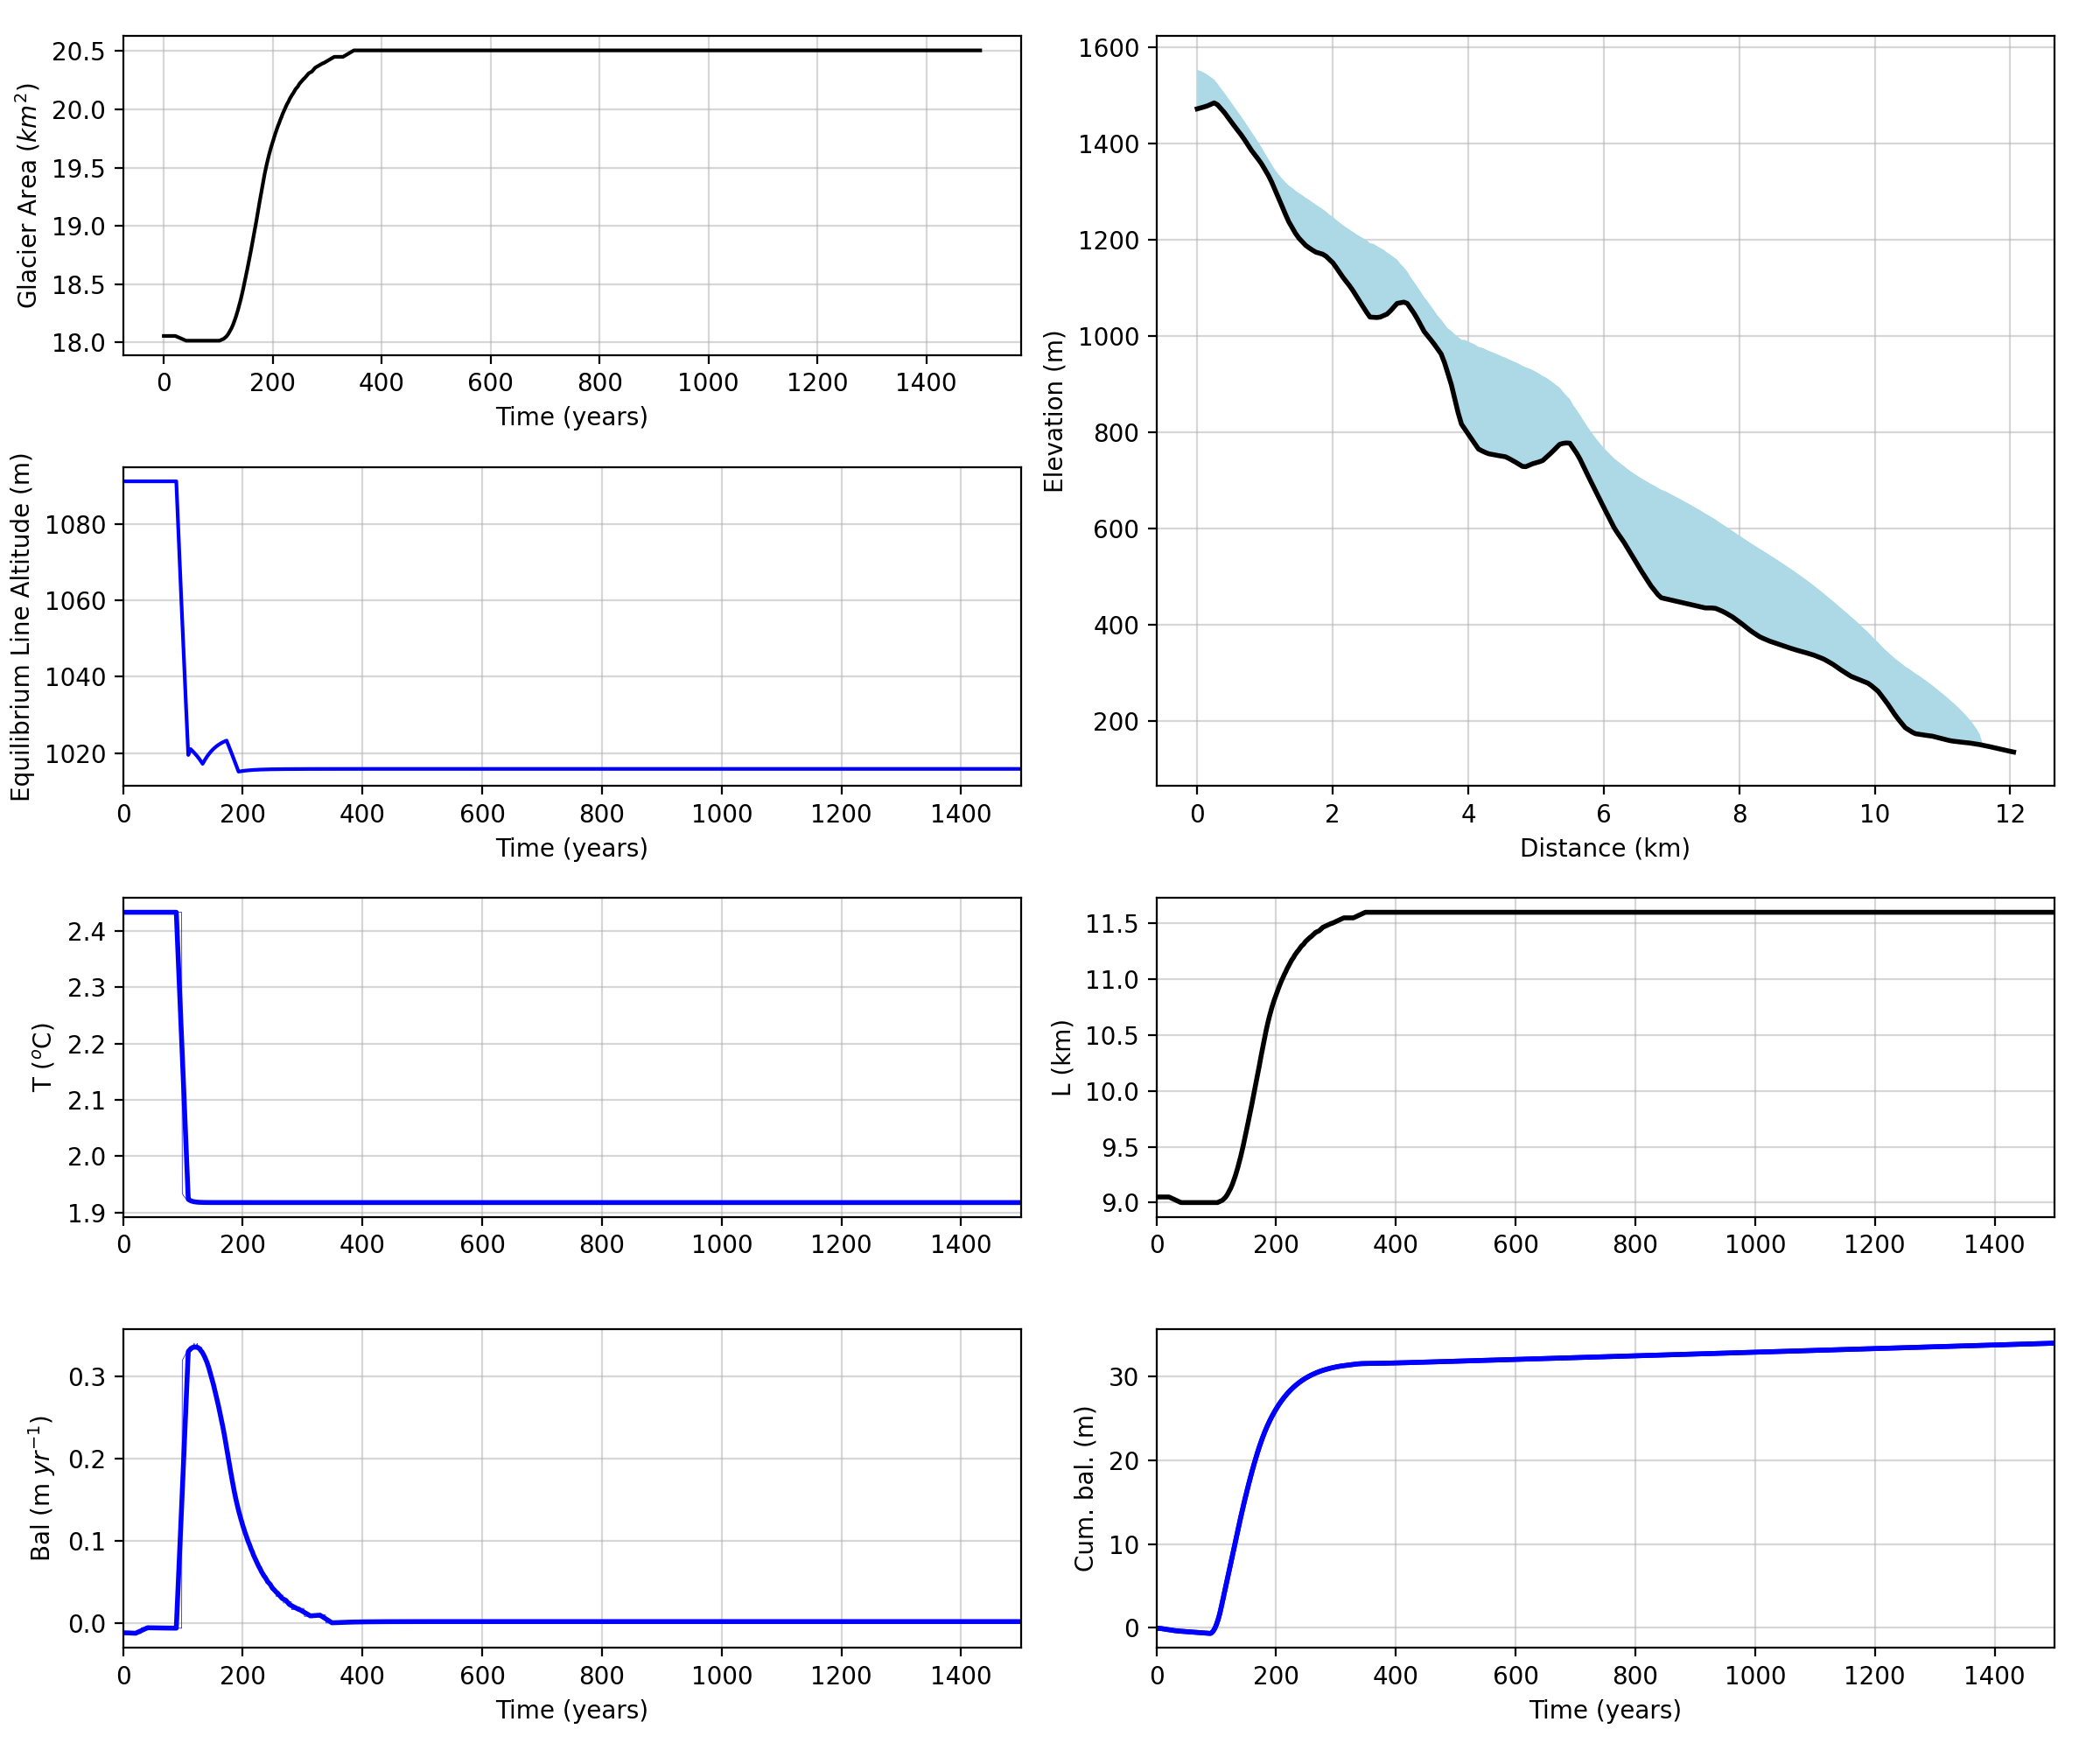 Glacier Area (km²)
20.5
20.0
19.5
19.0
18.5
18.0
0 200 400 600 800 1000 1200 1400
Time (years)
Elevation (m)
1600
1400
1200
1000
800
600
400
200
0 2 4 6 8 10 12
Distance (km)
Equilibrium Line Altitude (m)
1080
1060
1040
1020
0 200 400 600 800 1000 1200 1400
Time (years)
T (°C)
2.4
2.3
2.2
2.1
2.0
1.9
0 200 400 600 800 1000 1200 1400
L (km)
11.5
11.0
10.5
10.0
9.5
9.0
0 200 400 600 800 1000 1200 1400
Bal (m yr⁻¹)
0.3
0.2
0.1
0.0
0 200 400 600 800 1000 1200 1400
Time (years)
Cum. bal. (m)
30
20
10
0
0 200 400 600 800 1000 1200 1400
Time (years)